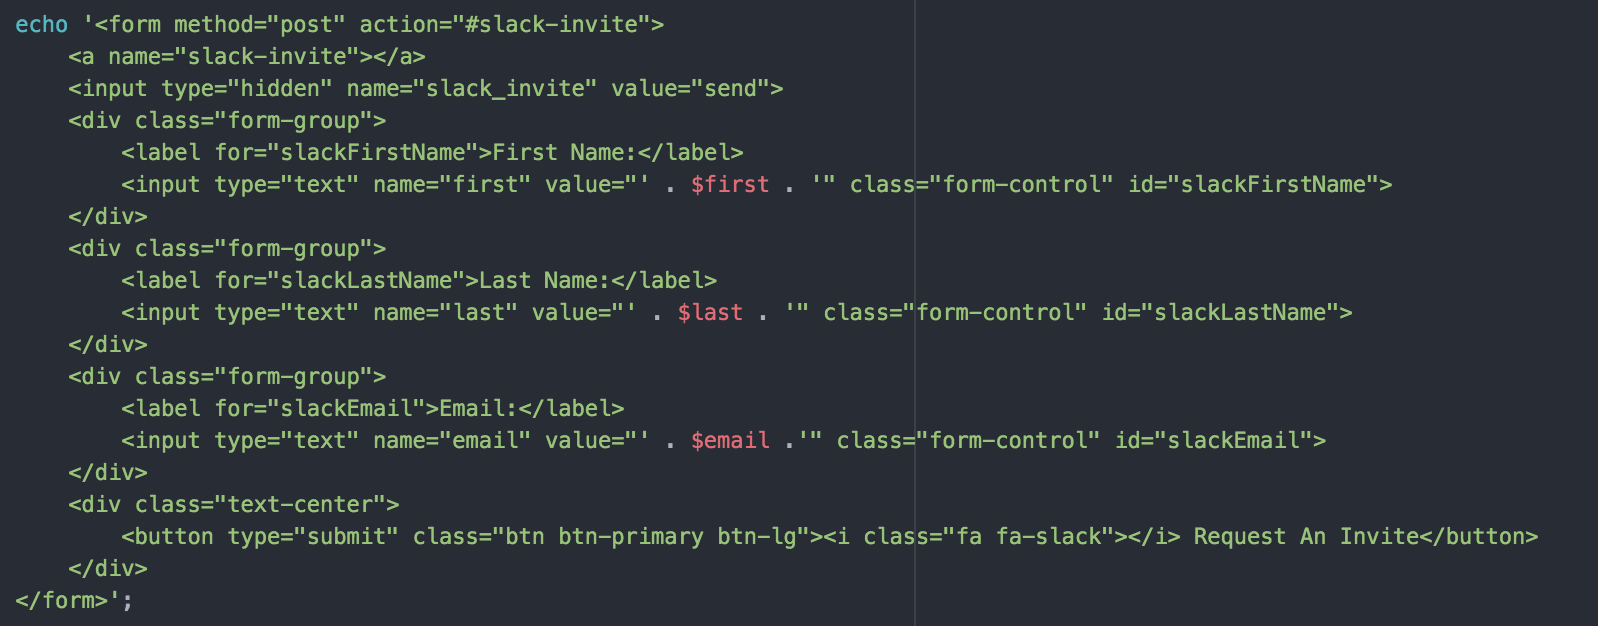 echo '<form method="post" action="#slack-invite">
    <a name="slack-invite"></a>
    <input type="hidden" name="slack_invite" value="send">
    <div class="form-group">
        <label for="slackFirstName">First Name:</label>
        <input type="text" name="first" value="' . $first . '" class="form-control" id="slackFirstName">
    </div>
    <div class="form-group">
        <label for="slackLastName">Last Name:</label>
        <input type="text" name="last" value="' . $last . '" class="form-control" id="slackLastName">
    </div>
    <div class="form-group">
        <label for="slackEmail">Email:</label>
        <input type="text" name="email" value="' . $email .'" class="form-control" id="slackEmail">
    </div>
    <div class="text-center">
        <button type="submit" class="btn btn-primary btn-lg"><i class="fa fa-slack"></i> Request An Invite</button>
    </div>
</form>';